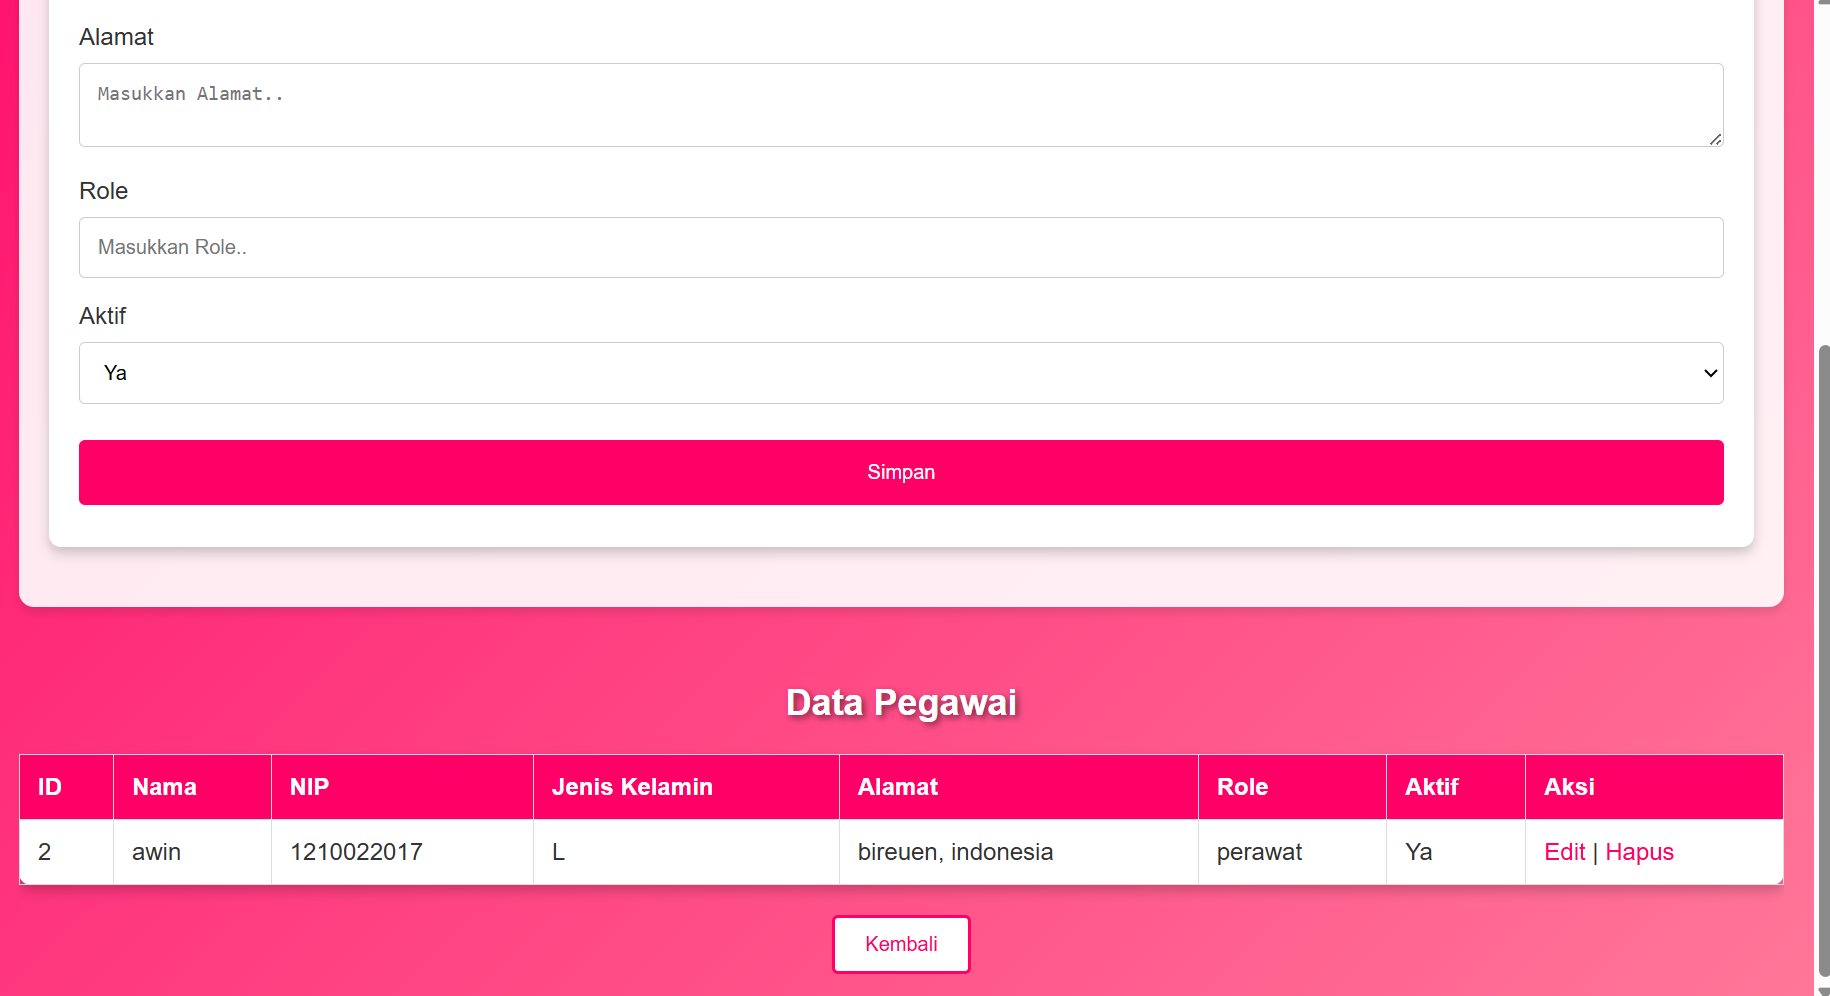 Alamat
Masukkan Alamat..
Role
Masukkan Role..
Aktif
Ya
Simpan
Data Pegawai
ID Nama NIP Jenis Kelamin Alamat Role Aktif Aksi
2 awin 1210022017 L bireuen, indonesia perawat Ya Edit | Hapus
Kembali